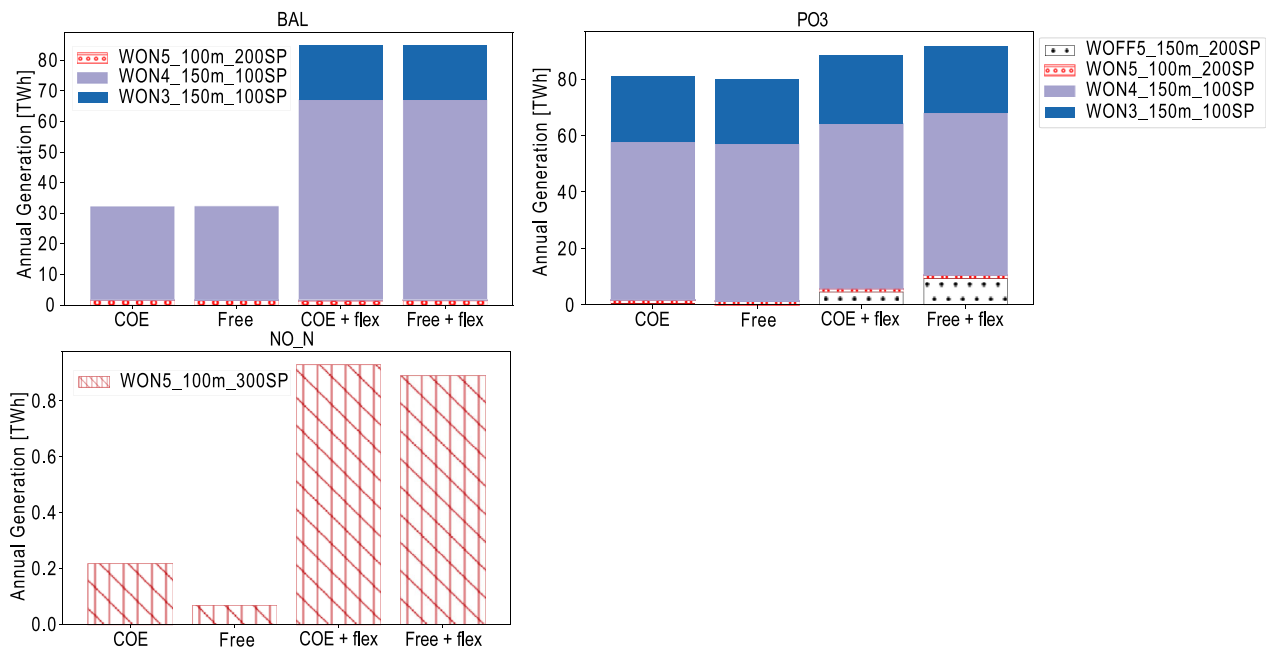 BAL
Annual Generation [TWh]
80
70
60
50
40
30
20
10
0
WON5_100m_200SP
WON4_150m_100SP
WON3_150m_100SP
COE Free COE + flex Free + flex
PO3
Annual Generation [TWh]
80
60
40
20
0
COE Free COE + flex Free + flex
WOFF5_150m_200SP
WON5_100m_200SP
WON4_150m_100SP
WON3_150m_100SP
NO_N
Annual Generation [TWh]
0.8
0.6
0.4
0.2
0.0
WON5_100m_300SP
COE Free COE + flex Free + flex